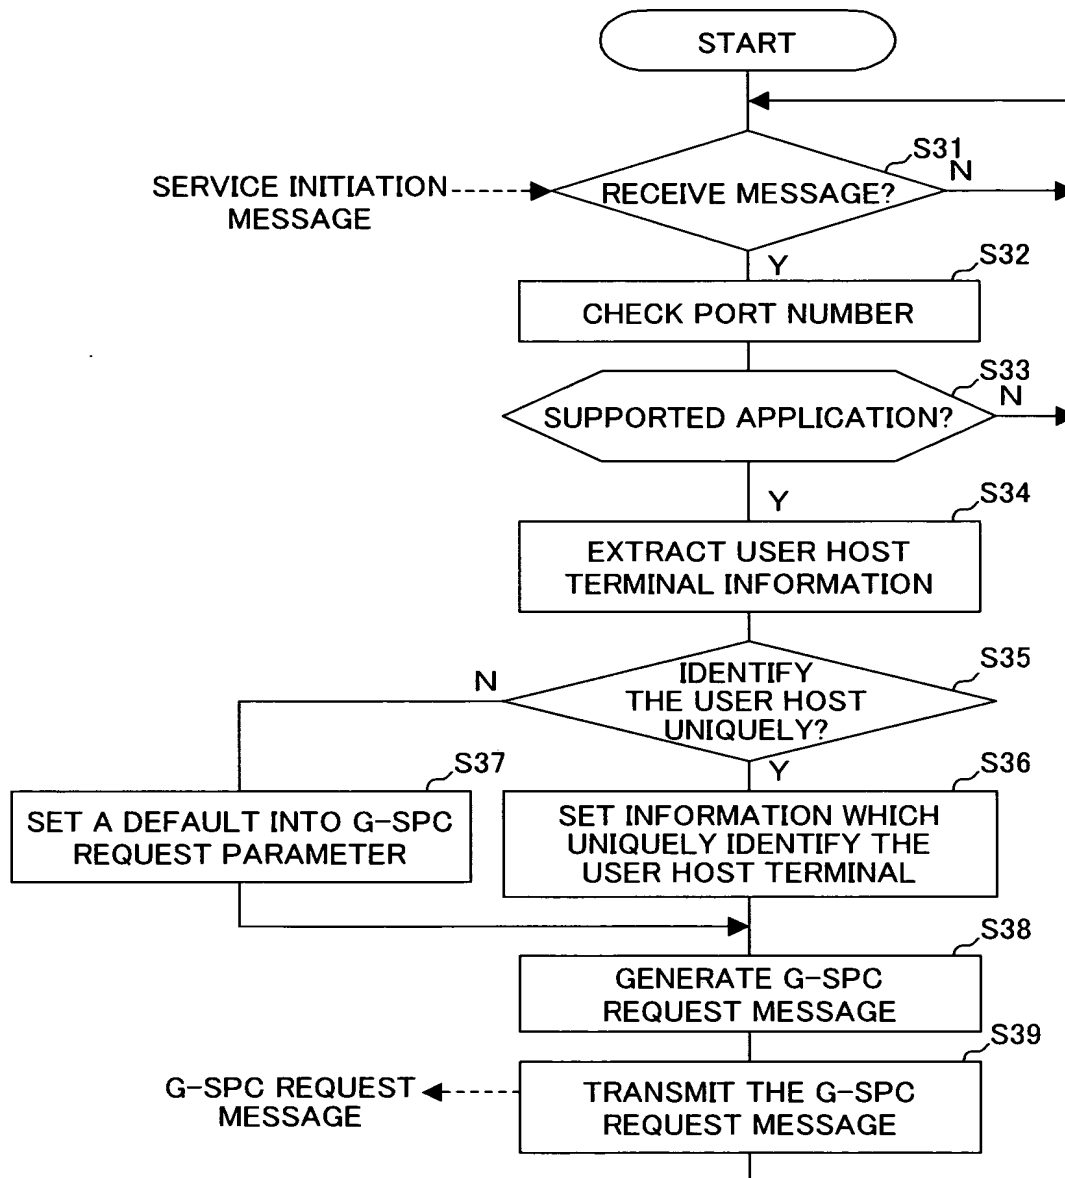 START
S31
N
SERVICE INITIATION
MESSAGE
RECEIVE MESSAGE?
Y
S32
CHECK PORT NUMBER
S33
N
SUPPORTED APPLICATION?
Y
S34
EXTRACT USER HOST
TERMINAL INFORMATION
S35
N
IDENTIFY
THE USER HOST
UNIQUELY?
S37
Y
S36
SET A DEFAULT INTO G-SPC
REQUEST PARAMETER
SET INFORMATION WHICH
UNIQUELY IDENTIFY THE
USER HOST TERMINAL
S38
GENERATE G-SPC
REQUEST MESSAGE
S39
G-SPC REQUEST
MESSAGE
TRANSMIT THE G-SPC
REQUEST MESSAGE